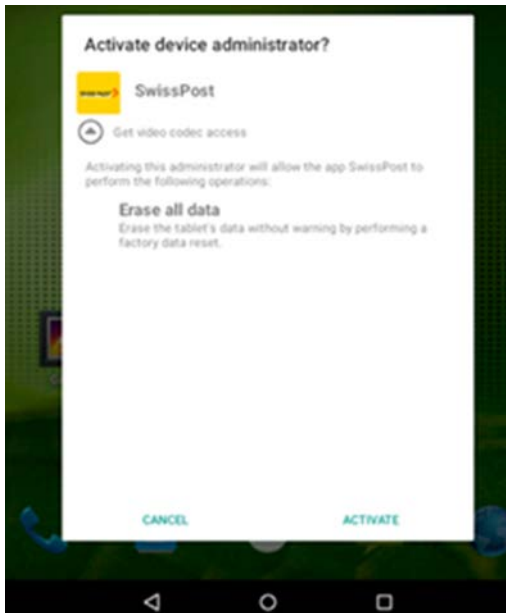 Activate device administrator?
SwissPost
Get video codec access
Activating this administrator will allow the app SwissPost to
perform the following operations:
Erase all data
Erase the tablet's data without warning by performing a
factory data reset.
CANCEL
ACTIVATE